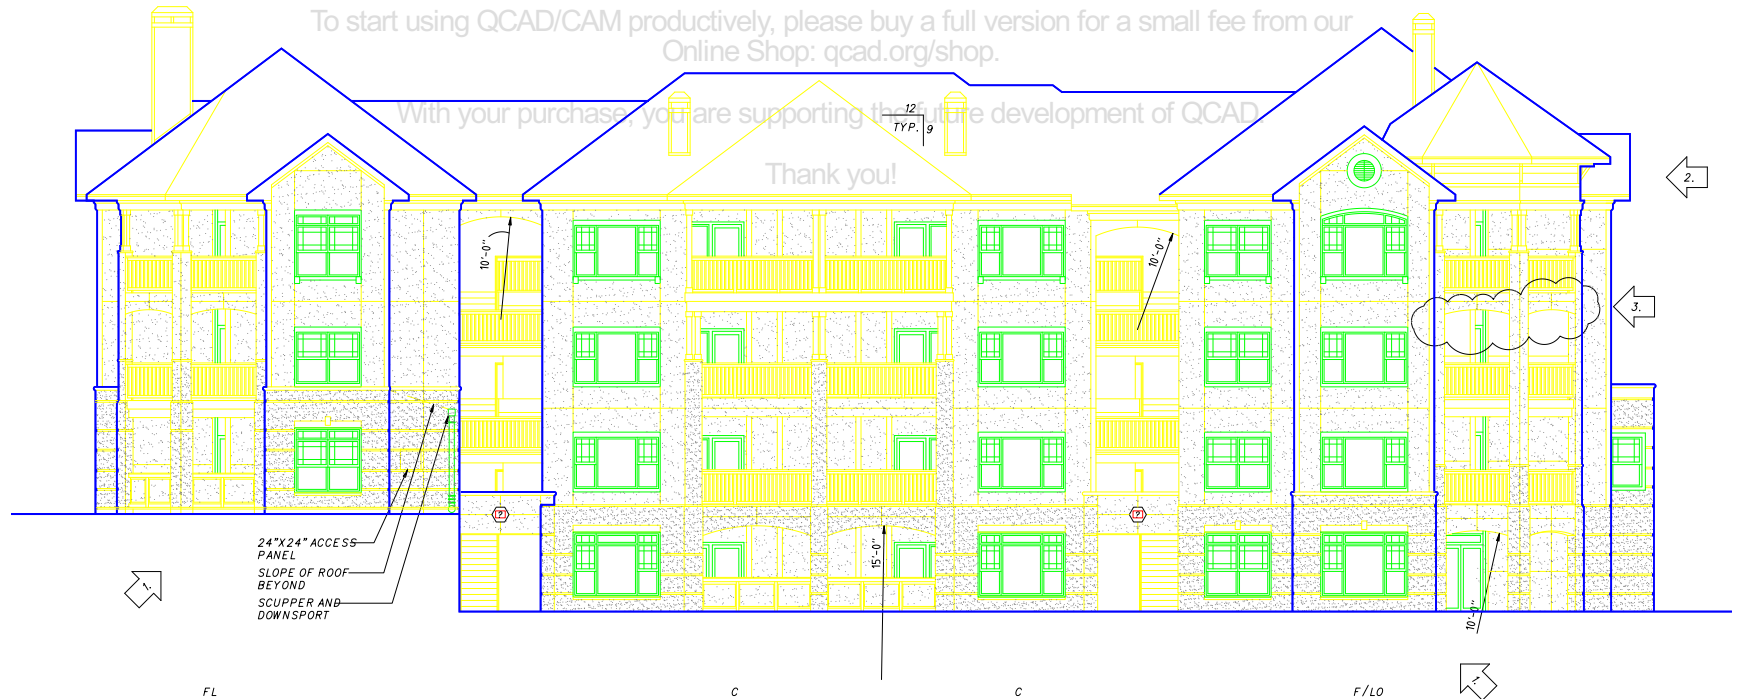 To start using QCAD/CAM productively, please buy a full version for a small fee from our
Online Shop: qcad.org/shop.
With your purchase, you are supporting the future development of QCAD.
12
TYP. 9
Thank you!
2.
10'-0"
10'-0"
3.
?
?
24"X24" ACCESS
PANEL
SLOPE OF ROOF
BEYOND
SCUPPER AND
DOWNSPORT
15'-0"
10'-0"
1.
1.
FL
C
C
F/LO